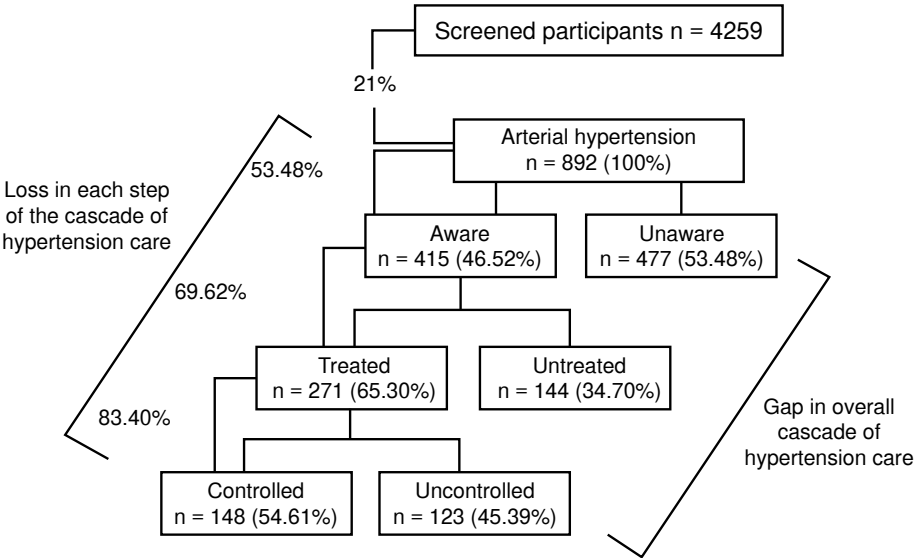 Screened participants n = 4259
21%
Arterial hypertension
n = 892 (100%)
53.48%
Loss in each step
of the cascade of
hypertension care
Aware
n = 415 (46.52%)
Unaware
n = 477 (53.48%)
69.62%
Treated
n = 271 (65.30%)
Untreated
n = 144 (34.70%)
83.40%
Gap in overall
cascade of
hypertension care
Controlled
n = 148 (54.61%)
Uncontrolled
n = 123 (45.39%)